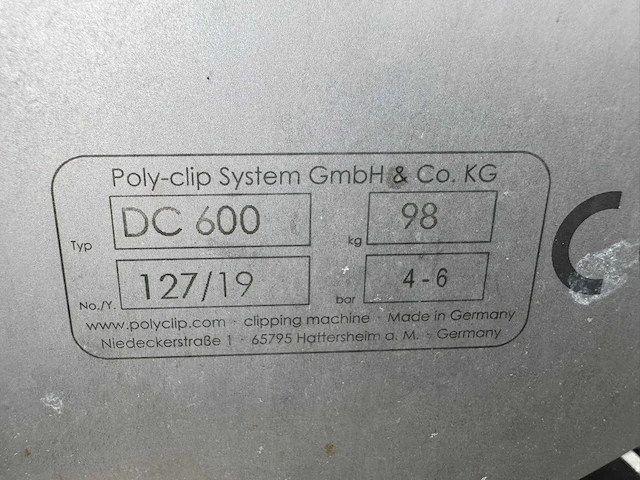 Poly-clip System GmbH & Co. KG
Typ DC 600 kg 98
No./Y. 127/19 bar 4-6
www.polyclip.com - clipping machine - Made in Germany
Niedeckerstraße 1 - 65795 Hattersheim a. M. - Germany